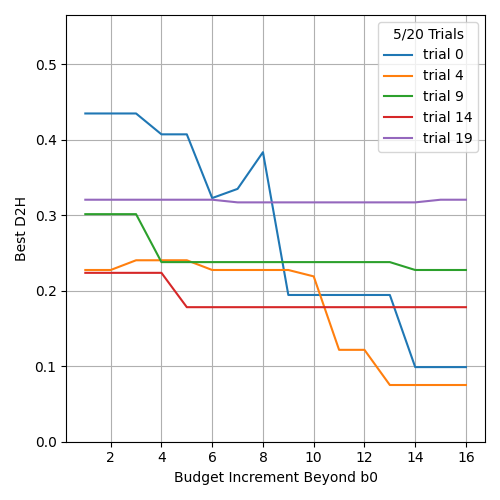 5/20 Trials
trial 0
trial 4
trial 9
trial 14
trial 19
Best D2H
0.5
0.4
0.3
0.2
0.1
0.0
2 4 6 8 10 12 14 16
Budget Increment Beyond b0